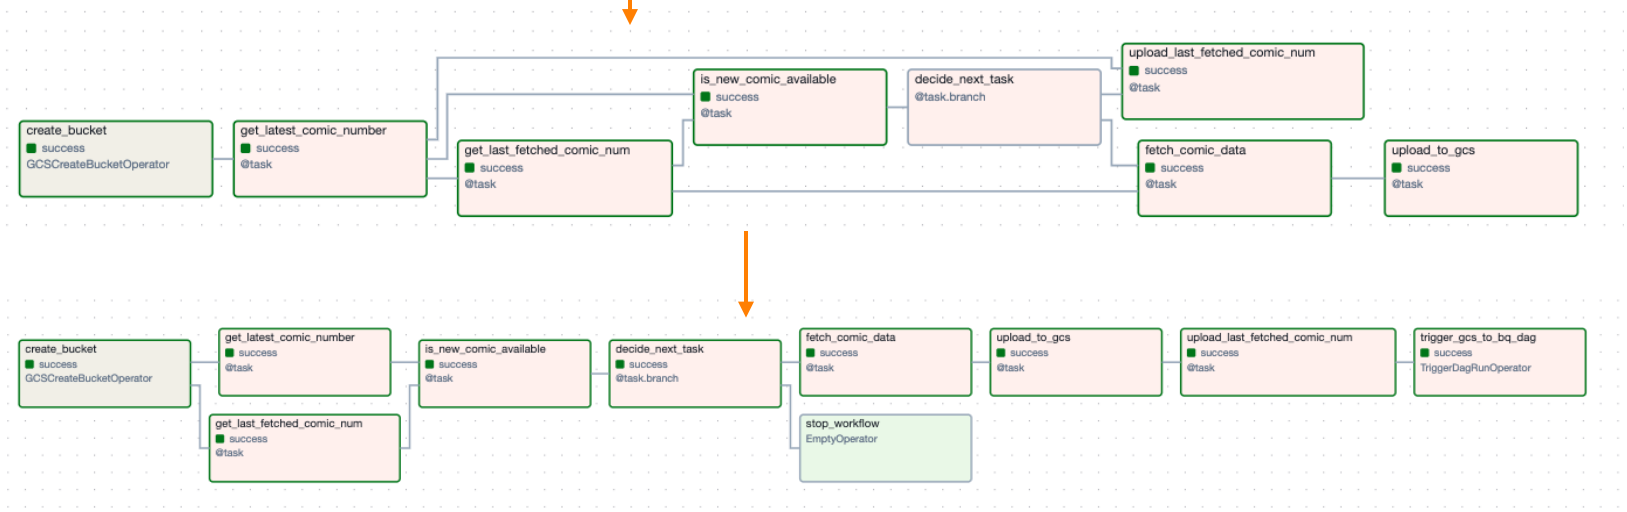 create_bucket
success
GCSCreateBucketOperator
get_latest_comic_number
success
@task
get_last_fetched_comic_num
success
@task
is_new_comic_available
success
@task
decide_next_task
@task.branch
upload_last_fetched_comic_num
success
@task
fetch_comic_data
success
@task
upload_to_gcs
success
@task
create_bucket
success
GCSCreateBucketOperator
get_latest_comic_number
success
@task
get_last_fetched_comic_num
success
@task
is_new_comic_available
success
@task
decide_next_task
success
@task.branch
fetch_comic_data
success
@task
stop_workflow
EmptyOperator
upload_to_gcs
success
@task
upload_last_fetched_comic_num
success
@task
trigger_gcs_to_bq_dag
success
TriggerDagRunOperator